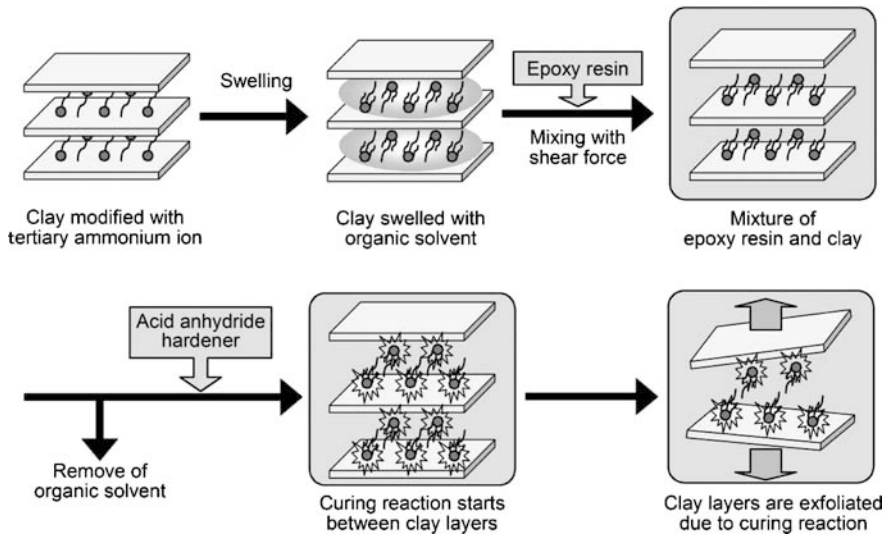 Swelling
Epoxy resin
Mixing with
shear force
Clay modified with
tertiary ammonium ion
Clay swelled with
organic solvent
Mixture of
epoxy resin and clay
Acid anhydride
hardener
Remove of
organic solvent
Curing reaction starts
between clay layers
Clay layers are exfoliated
due to curing reaction